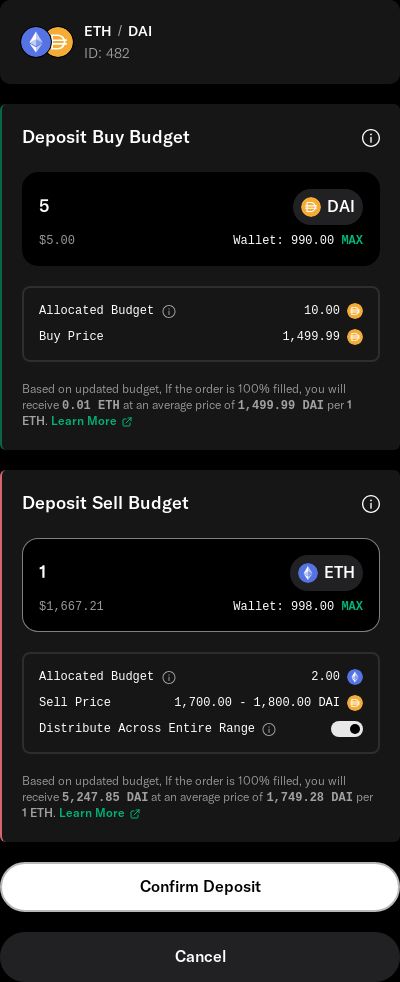 ETH / DAI
ID: 482
Deposit Buy Budget
5
DAI
$5.00
Wallet: 990.00 MAX
Allocated Budget 10.00
Buy Price 1,499.99
Based on updated budget, If the order is 100% filled, you will
receive 0.01 ETH at an average price of 1,499.99 DAI per 1
ETH. Learn More
Deposit Sell Budget
1
ETH
$1,667.21
Wallet: 998.00 MAX
Allocated Budget 2.00
Sell Price 1,700.00 - 1,800.00 DAI
Distribute Across Entire Range
Based on updated budget, If the order is 100% filled, you will
receive 5,247.85 DAI at an average price of 1,749.28 DAI per
1 ETH. Learn More
Confirm Deposit
Cancel